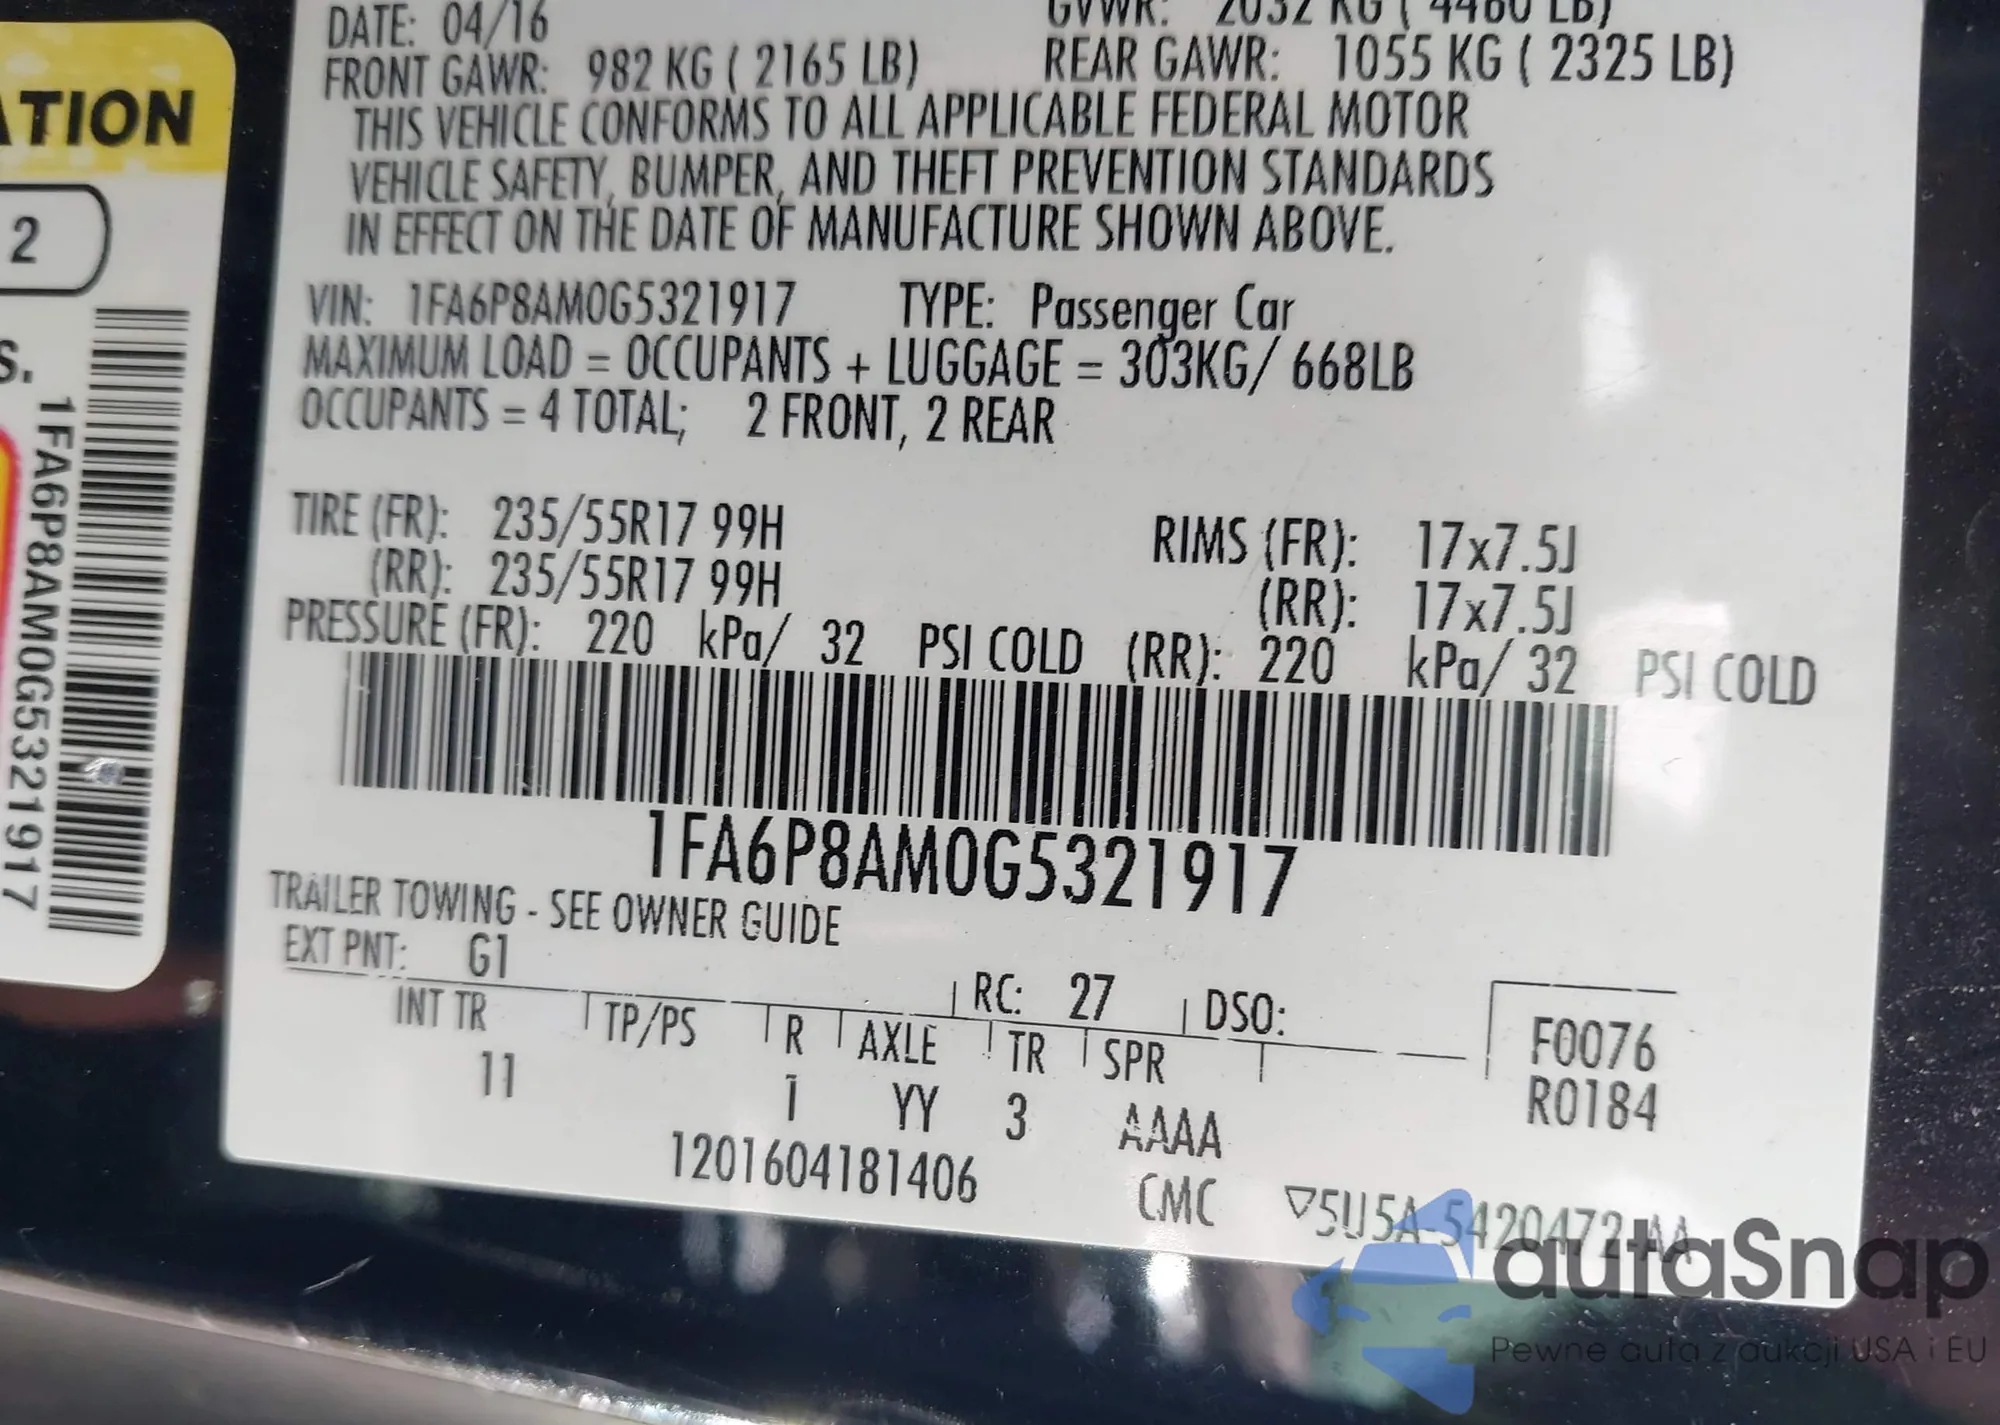 DATE: 04/16
GVWR: 2032 KG ( 4480 LB)
FRONT GAWR: 982 KG ( 2165 LB)
REAR GAWR: 1055 KG ( 2325 LB)
THIS VEHICLE CONFORMS TO ALL APPLICABLE FEDERAL MOTOR
VEHICLE SAFETY, BUMPER, AND THEFT PREVENTION STANDARDS
IN EFFECT ON THE DATE OF MANUFACTURE SHOWN ABOVE.
VIN: 1FA6P8AM0G5321917 TYPE: Passenger Car
MAXIMUM LOAD = OCCUPANTS + LUGGAGE = 303KG/ 668LB
OCCUPANTS = 4 TOTAL; 2 FRONT, 2 REAR
TIRE (FR): 235/55R17 99H RIMS (FR): 17x7.5J
(RR): 235/55R17 99H (RR): 17x7.5J
PRESSURE (FR): 220 kPa/ 32 PSI COLD (RR): 220 kPa/ 32 PSI COLD
1FA6P8AM0G5321917
TRAILER TOWING - SEE OWNER GUIDE
EXT PNT: G1 RC: 27 DSO:
INT TR TP/PS R AXLE TR SPR F0076
11 1 YY 3 AAAA R0184
1201604181406 CMC ▽5U5A-5420472-AA
ATION
2
S.
1FA6P8AM0G5321917
autaSnap
Pewne auta z aukcji USA i EU